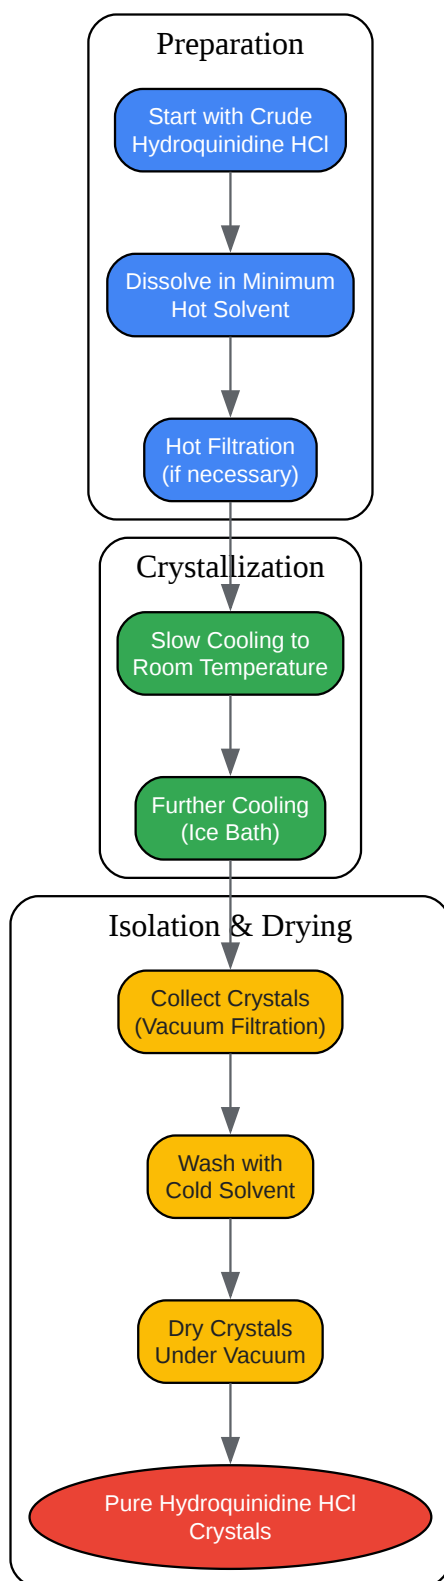 Preparation
Start with Crude
Hydroquinidine HCl
Dissolve in Minimum
Hot Solvent
Hot Filtration
(if necessary)
Crystallization
Slow Cooling to
Room Temperature
Further Cooling
(Ice Bath)
Isolation & Drying
Collect Crystals
(Vacuum Filtration)
Wash with
Cold Solvent
Dry Crystals
Under Vacuum
Pure Hydroquinidine HCl
Crystals